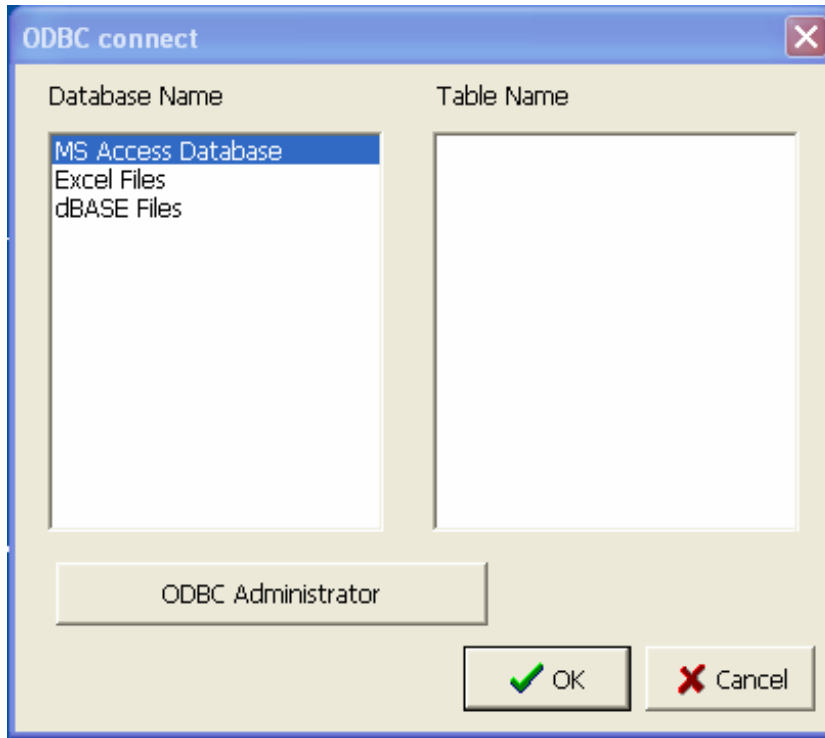 ODBC connect
Database Name
Table Name
MS Access Database
Excel Files
dBASE Files
ODBC Administrator
OK
Cancel